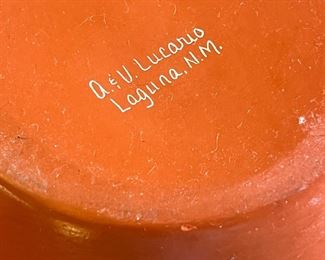 A.&V. Lucario
Laguna, N.M.